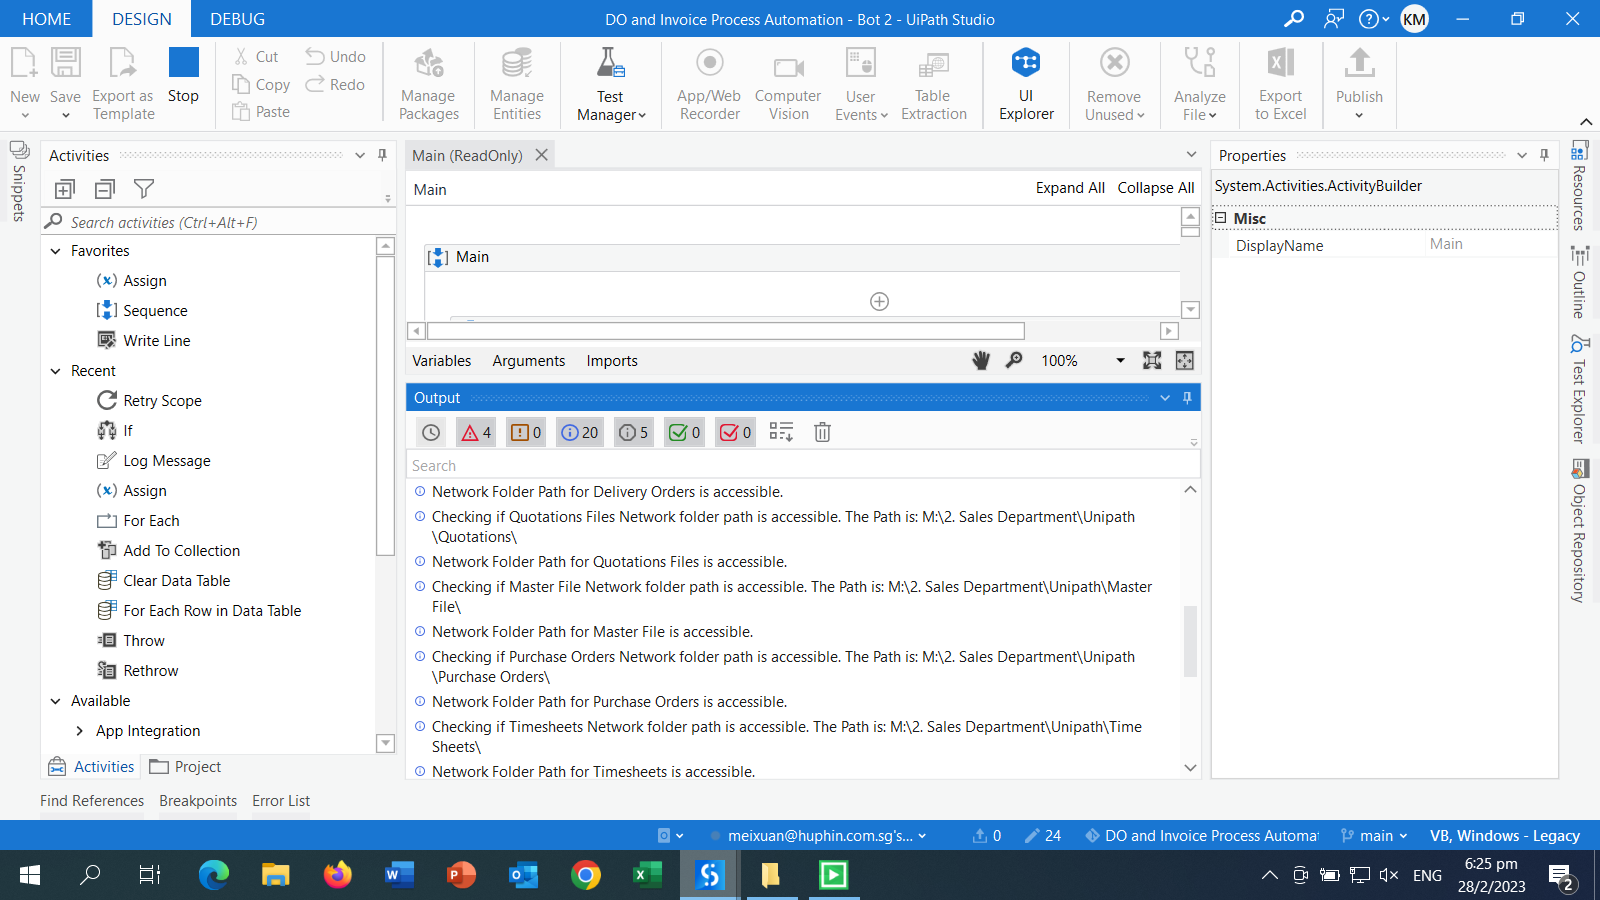 HOME
DESIGN
DEBUG
DO and Invoice Process Automation - Bot 2 - UiPath Studio
KM
New
Save
Export as
Template
Stop
Cut
Copy
Paste
Undo
Redo
Manage
Packages
Manage
Entities
Test
Manager
App/Web
Recorder
Computer
Vision
User
Events
Table
Extraction
UI
Explorer
Remove
Unused
Analyze
File
Export
to Excel
Publish
Snippets
Activities
Search activities (Ctrl+Alt+F)
Favorites
Assign
Sequence
Write Line
Recent
Retry Scope
If
Log Message
Assign
For Each
Add To Collection
Clear Data Table
For Each Row in Data Table
Throw
Rethrow
Available
App Integration
Activities
Project
Main (ReadOnly)
Main
Expand All
Collapse All
Main
Variables
Arguments
Imports
100%
Output
4
0
20
5
0
0
Search
Network Folder Path for Delivery Orders is accessible.
Checking if Quotations Files Network folder path is accessible. The Path is: M:\2. Sales Department\Unipath
\Quotations\
Network Folder Path for Quotations Files is accessible.
Checking if Master File Network folder path is accessible. The Path is: M:\2. Sales Department\Unipath\Master
File\
Network Folder Path for Master File is accessible.
Checking if Purchase Orders Network folder path is accessible. The Path is: M:\2. Sales Department\Unipath
\Purchase Orders\
Network Folder Path for Purchase Orders is accessible.
Checking if Timesheets Network folder path is accessible. The Path is: M:\2. Sales Department\Unipath\Time
Sheets\
Network Folder Path for Timesheets is accessible.
Properties
System.Activities.ActivityBuilder
Misc
DisplayName
Main
Resources
Outline
Test Explorer
Object Repository
Find References
Breakpoints
Error List
meixuan@huphin.com.sg's...
0
24
DO and Invoice Process Automat
main
VB, Windows - Legacy
ENG
6:25 pm
28/2/2023
2